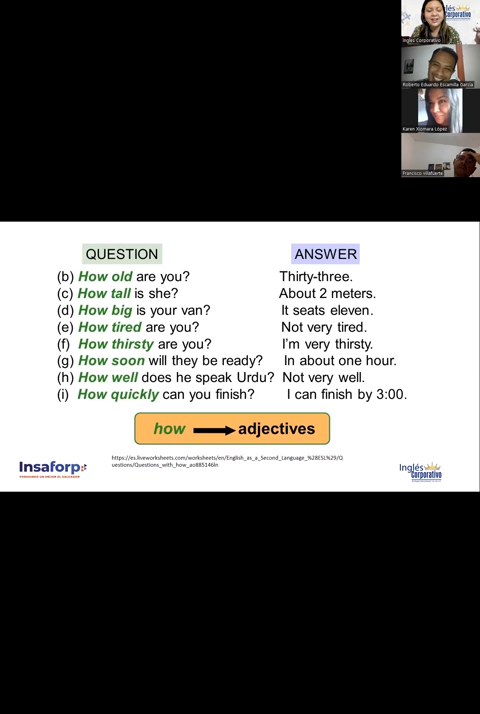 Inglés Corporativo
Roberto Eduardo Escamilla Garcia
Karen Xiomara López
Francisco villafuerte
QUESTION ANSWER
(b) How old are you? Thirty-three.
(c) How tall is she? About 2 meters.
(d) How big is your van? It seats eleven.
(e) How tired are you? Not very tired.
(f) How thirsty are you? I'm very thirsty.
(g) How soon will they be ready? In about one hour.
(h) How well does he speak Urdu? Not very well.
(i) How quickly can you finish? I can finish by 3:00.
how adjectives
https://es.liveworksheets.com/worksheets/en/English_as_a_Second_Language_%28ESL%29/Q
uestions/Questions_with_how_ao885146ln
Insaforp
Inglés
Corporativo